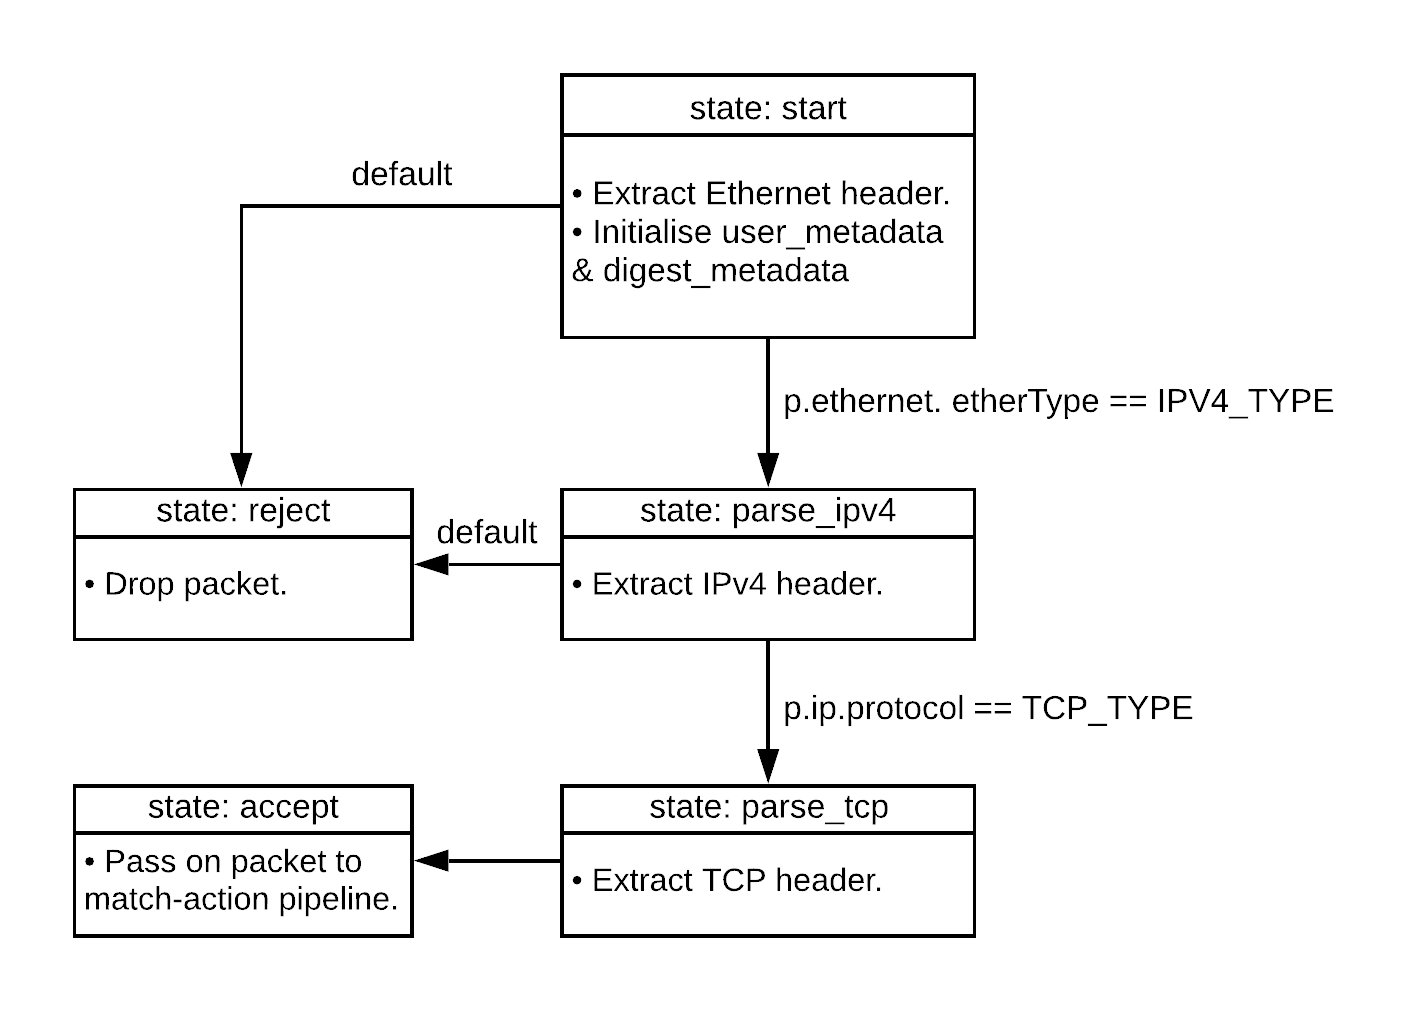 state: start
default
• Extract Ethernet header.
• Initialise user_metadata
& digest_metadata
p.ethernet. etherType == IPV4_TYPE
state: reject
• Drop packet.
default
state: parse_ipv4
• Extract IPv4 header.
p.ip.protocol == TCP_TYPE
state: accept
• Pass on packet to
match-action pipeline.
state: parse_tcp
• Extract TCP header.